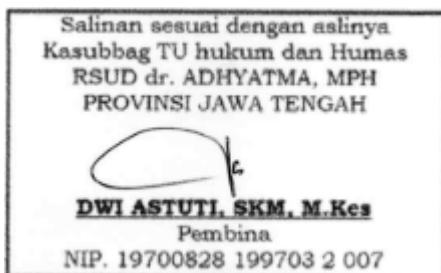 Salinan sesuai dengan aslinya
Kasubbag TU hukum dan Humas
RSUD dr. ADHYATMA, MPH
PROVINSI JAWA TENGAH
DWI ASTUTI, SKM, M.Kes
Pembina
NIP. 19700828 199703 2 007